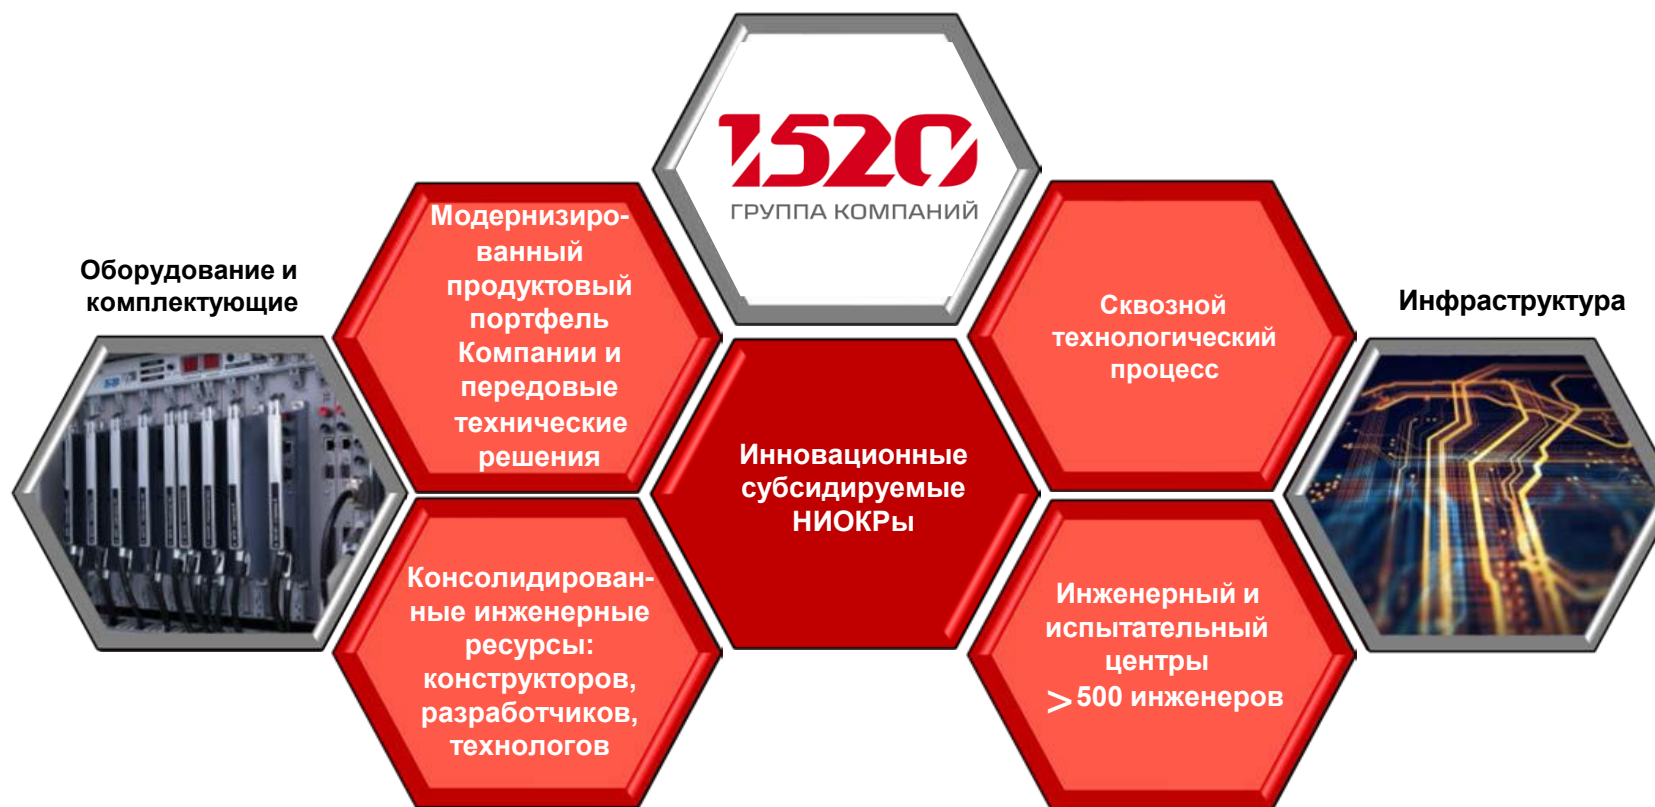 1520
ГРУППА КОМПАНИЙ
Оборудование и
комплектующие
Модернизиро-
ванный
продуктовый
портфель
Компании и
передовые
технические
решения
Сквозной
технологический
процесс
Инфраструктура
Инновационные
субсидируемые
НИОКРы
Консолидирован-
ные инженерные
ресурсы:
конструкторов,
разработчиков,
технологов
Инженерный и
испытательный
центры
> 500 инженеров